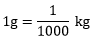 1g = 1/1000 kg